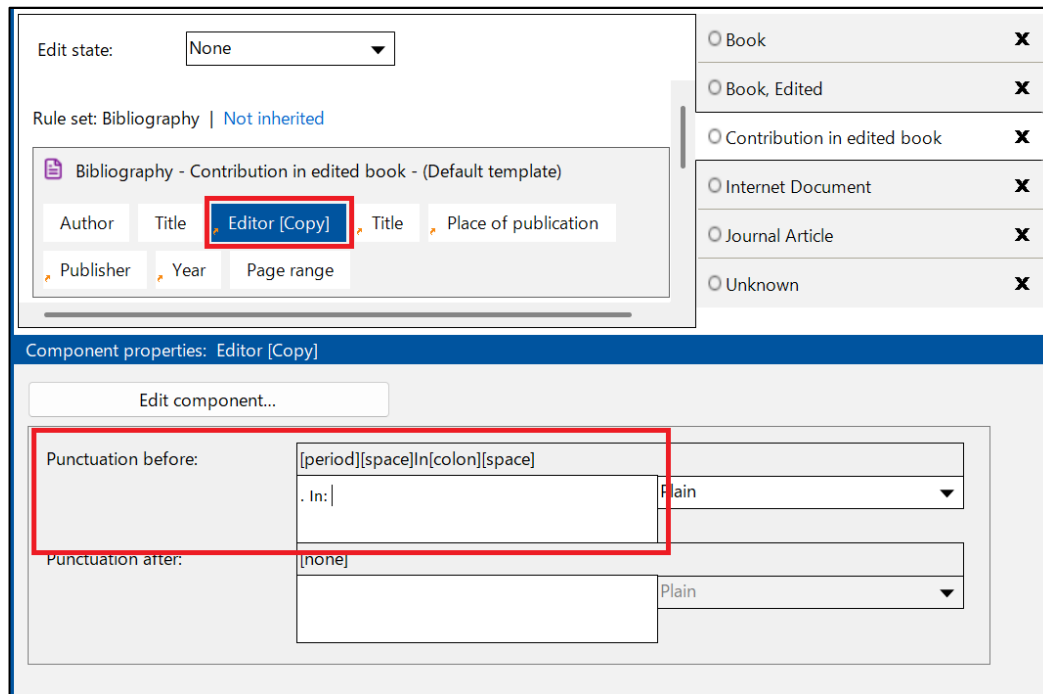 Edit state:
None
Rule set: Bibliography | Not inherited
Bibliography - Contribution in edited book - (Default template)
Author Title Editor [Copy] Title Place of publication
Publisher Year Page range
Book X
Book, Edited X
Contribution in edited book X
Internet Document X
Journal Article X
Unknown X
Component properties: Editor [Copy]
Edit component...
Punctuation before:
[period][space]In[colon][space]
. In:
Plain
Punctuation after:
[none]
Plain